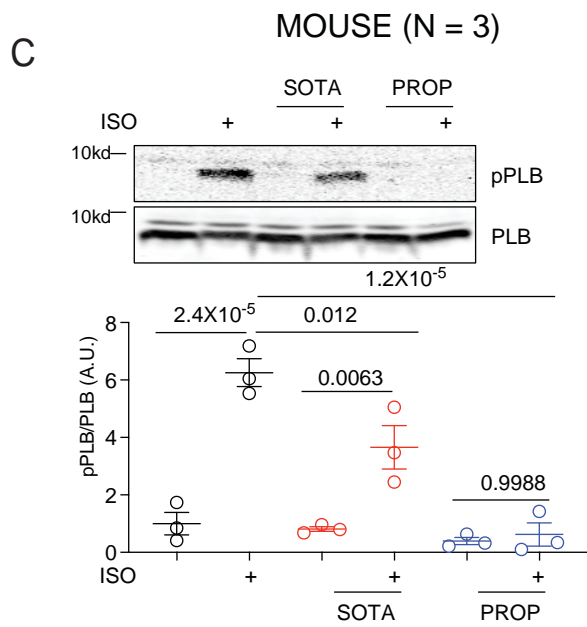 MOUSE (N = 3)
C
SOTA PROP
ISO + + +
10kd
pPLB
10kd
PLB
1.2X10-5
2.4X10-5 0.012
0.0063
0.9988
pPLB/PLB (A.U.)
8
6
4
2
0
ISO + + +
SOTA PROP